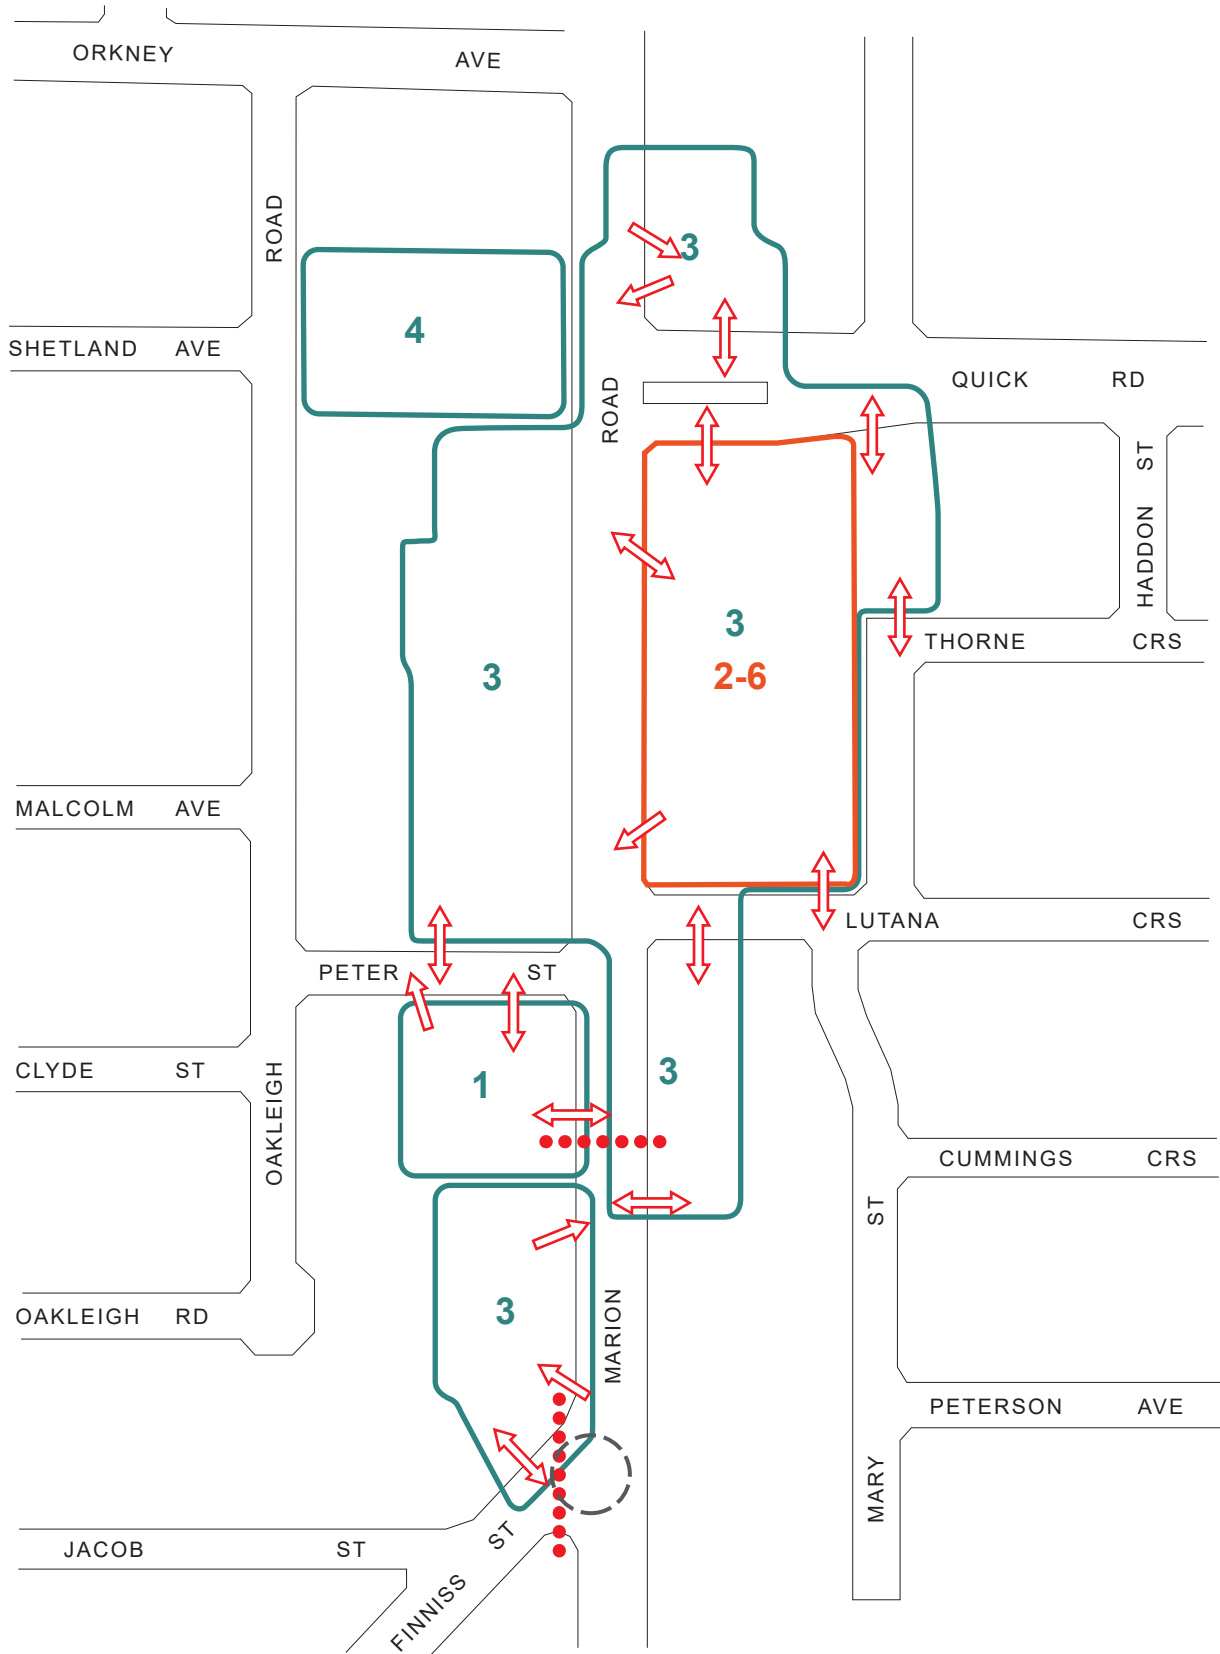 ORKNEY AVE
ROAD
3
4
SHETLAND AVE
QUICK RD
ROAD
HADDON ST
3
2-6
THORNE CRS
3
MALCOLM AVE
LUTANA CRS
PETER ST
CLYDE ST
1
3
OAKLEIGH
CUMMINGS CRS
ST
OAKLEIGH RD
3
MARION
PETERSON AVE
MARY
JACOB ST
FINNISS ST